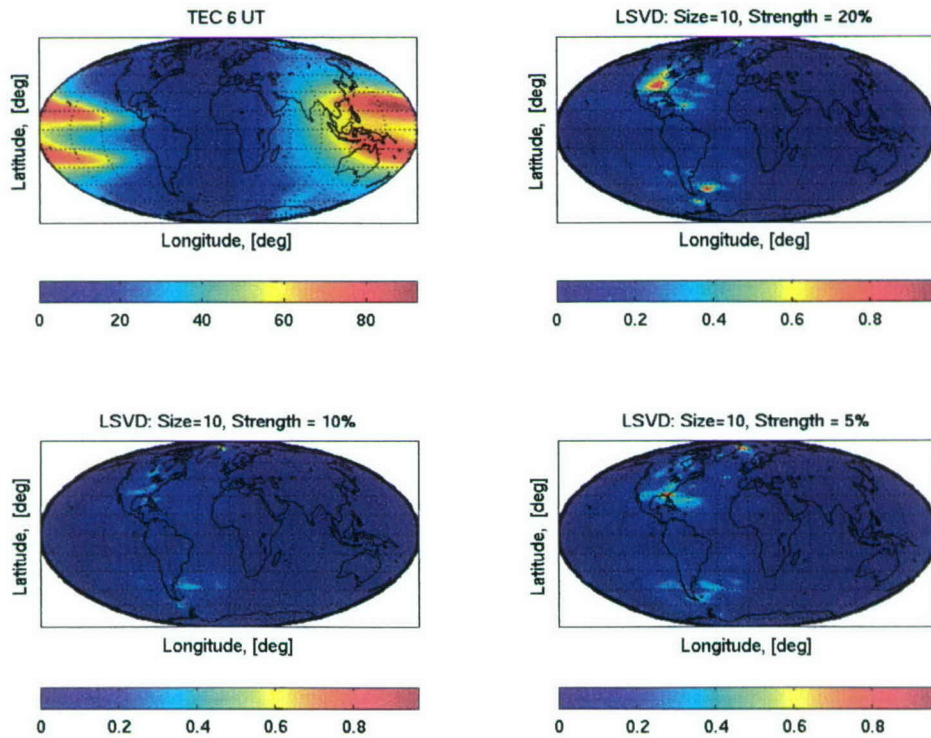 TEC 6 UT
Latitude, [deg]
Longitude, [deg]
0 20 40 60 80
LSVD: Size=10, Strength = 20%
Latitude, [deg]
Longitude, [deg]
0 0.2 0.4 0.6 0.8
LSVD: Size=10, Strength = 10%
Latitude, [deg]
Longitude, [deg]
0 0.2 0.4 0.6 0.8
LSVD: Size=10, Strength = 5%
Latitude, [deg]
Longitude, [deg]
0 0.2 0.4 0.6 0.8